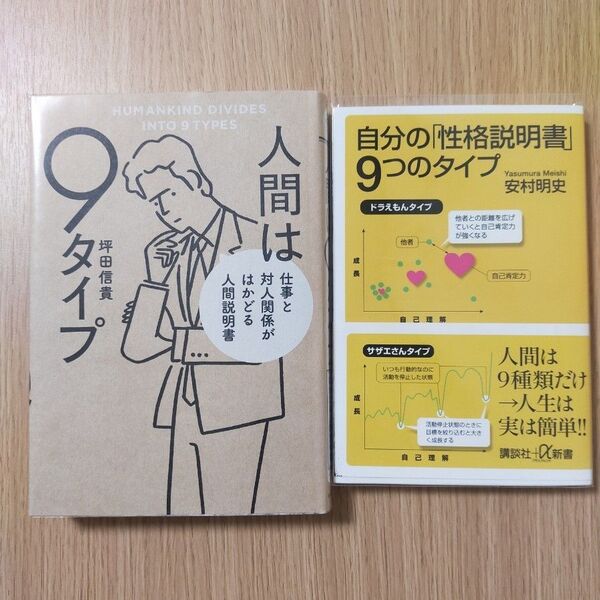 HUMANKIND DIVIDES
INTO 9 TYPES
人間は
9タイプ
坪田信貴
仕事と
対人関係が
はかどる
人間説明書
自分の「性格説明書」
9つのタイプ
Yasumura Meishi
安村明史
ドラえもんタイプ
他者との距離を広げ
ていくと自己肯定力
が強くなる
他者
自己肯定力
成長
自己理解
サザエさんタイプ
いつも行動的なのに
活動を停止した状態
成長
活動停止状態のときに
目標を絞り込むと大き
く成長する
自己理解
人間は
9種類だけ
→人生は
実は簡単!!
講談社+α新書